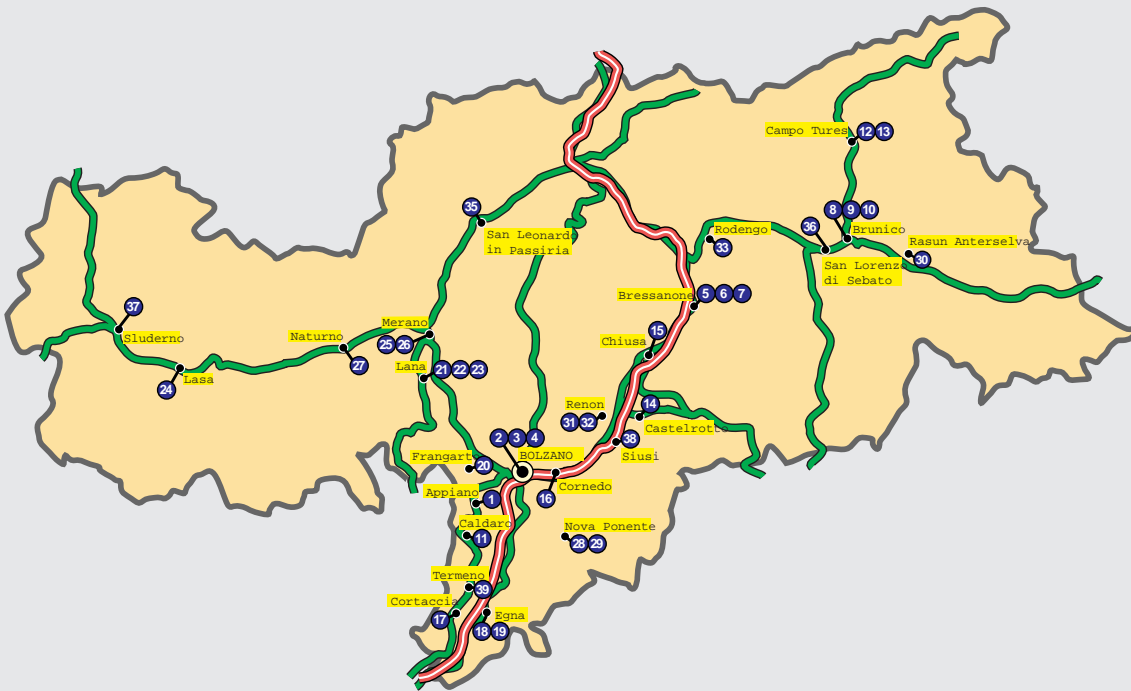 Campo Tures
12 13
35
8 9 10
36
Brunico
San Leonardo
in Passiria
Rodengo
33
Rasun Anterselva
30
San Lorenzo
di Sebato
Bressanone
5 6 7
37
Sluderno
Merano
25 26
Naturno
27
15
Chiusa
Lana
21 22 23
24
Lasa
Renon
31 32
14
Castelrotto
2 3 4
38
Siusi
BOLZANO
Frangart
20
Cornedo
16
Appiano
1
Caldaro
11
Nova Ponente
28 29
Termeno
39
Cortaccia
17
Egna
18 19